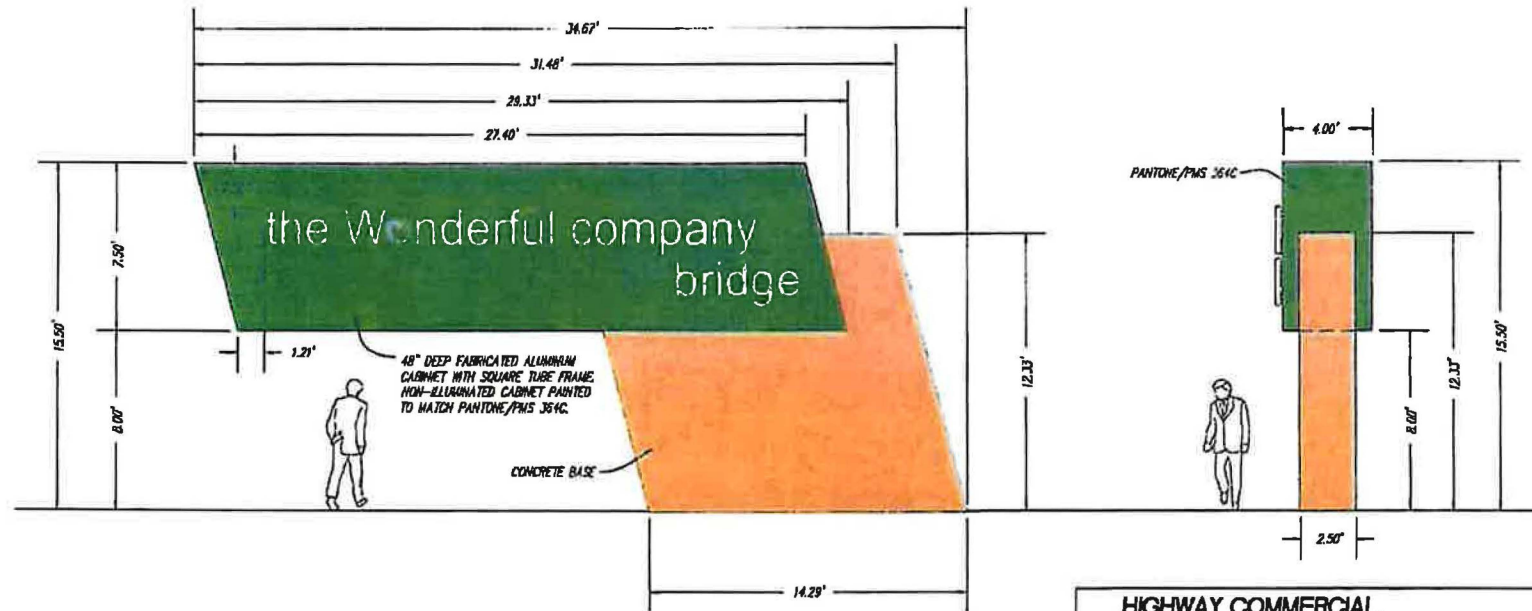 34.67'
31.48'
29.33'
27.40'
4.00'
PANTONE/PMS 364C
the Wonderful company
bridge
15.50'
7.50'
8.00'
1.21'
48" DEEP FABRICATED ALUMINUM
CABINET WITH SQUARE TUBE FRAME,
NON-ILLUMINATED CABINET PAINTED
TO MATCH PANTONE/PMS 364C.
CONCRETE BASE
12.33'
8.00'
12.33'
15.50'
2.50'
14.29'
HIGHWAY COMMERCIAL